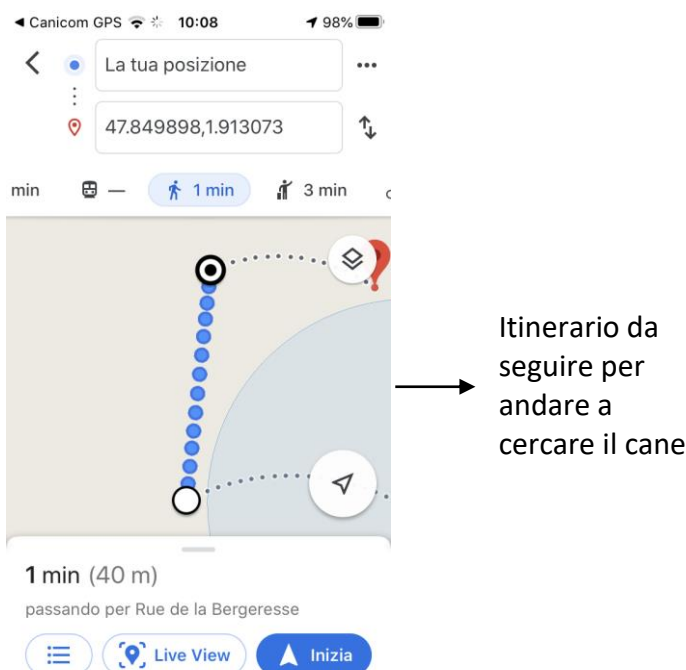 ◀ Canicom GPS 10:08 98%
La tua posizione
47.849898,1.913073
min — 1 min 3 min
Itinerario da
seguire per
andare a
cercare il cane
1 min (40 m)
passando per Rue de la Bergeresse
Live View Inizia